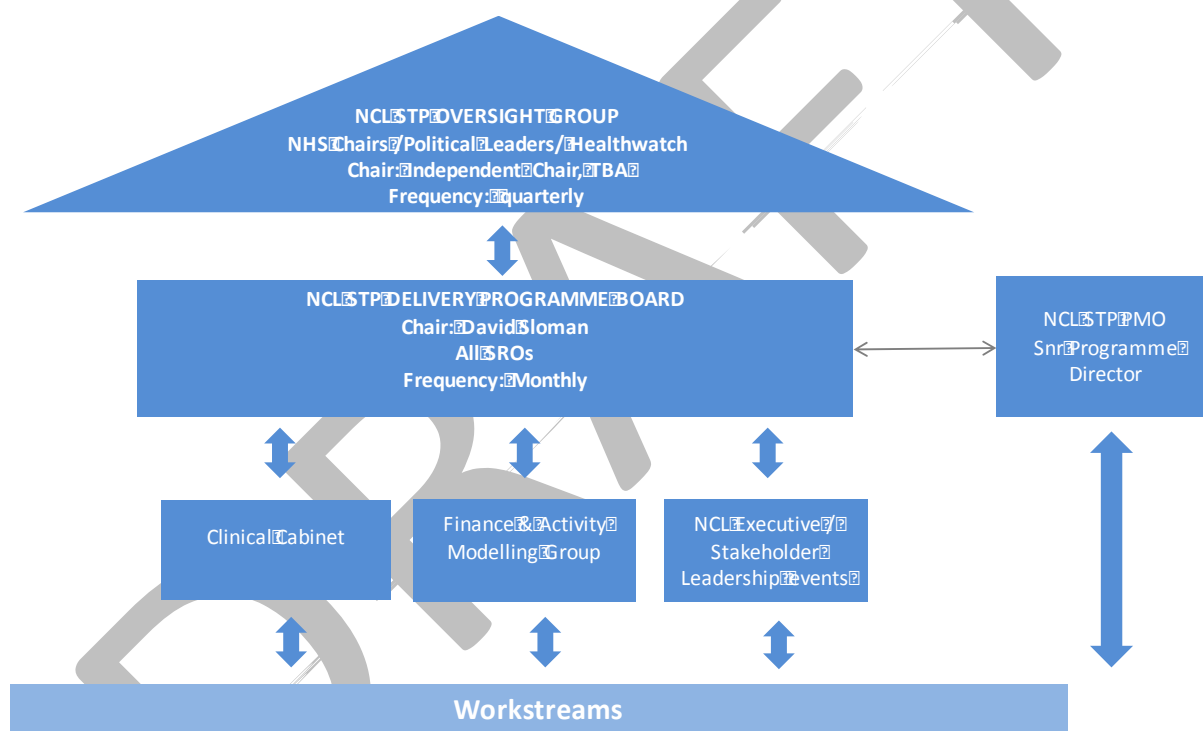 NCL STP OVERSIGHT GROUP
NHS Chairs /Political Leaders/ Healthwatch
Chair: Independent Chair, TBA
Frequency: quarterly
NCL STP DELIVERY PROGRAMME BOARD
Chair: David Sloman
All SROs
Frequency: Monthly
NCL STP PMO
Snr Programme
Director
Clinical Cabinet
Finance & Activity
Modelling Group
NCL Executive /
Stakeholder
Leadership events
Workstreams
DRAFT